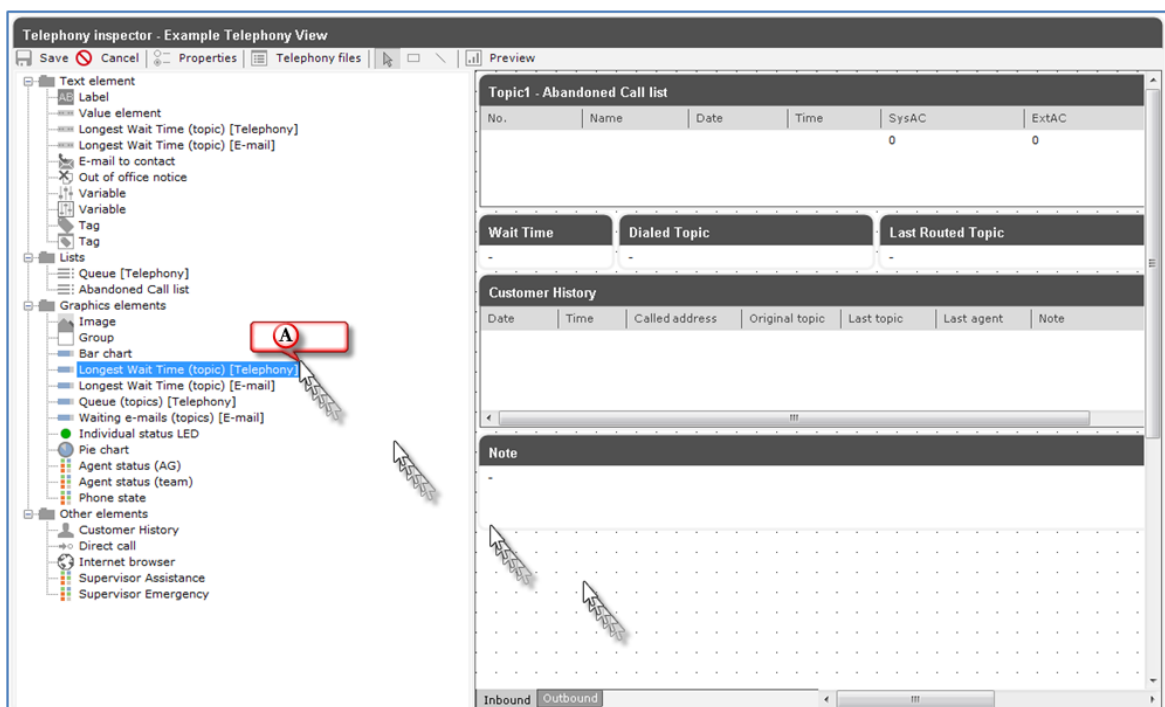 Telephony inspector - Example Telephony View
Save Cancel Properties Telephony files Preview
Text element
AB Label
Value element
Longest Wait Time (topic) [Telephony]
Longest Wait Time (topic) [E-mail]
E-mail to contact
Out of office notice
Variable
Variable
Tag
Tag
Lists
Queue [Telephony]
Abandoned Call list
Graphics elements
Image
Group
A
Bar chart
Longest Wait Time (topic) [Telephony]
Longest Wait Time (topic) [E-mail]
Queue (topics) [Telephony]
Waiting e-mails (topics) [E-mail]
Individual status LED
Pie chart
Agent status (AG)
Agent status (team)
Phone state
Other elements
Customer History
Direct call
Internet browser
Supervisor Assistance
Supervisor Emergency
Topic1 - Abandoned Call list
No. Name Date Time SysAC ExtAC
0 0
Wait Time Dialed Topic Last Routed Topic
- - -
Customer History
Date Time Called address Original topic Last topic Last agent Note
Note
-
Inbound Outbound